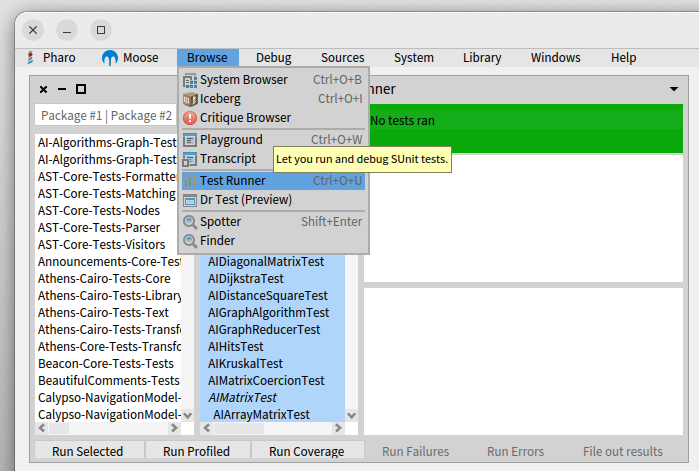 Pharo Moose Browse Debug Sources System Library Windows Help
System Browser Ctrl+O+B
Iceberg Ctrl+O+I
Critique Browser
Playground Ctrl+O+W
Transcript
Let you run and debug SUnit tests.
Test Runner Ctrl+O+U
Dr Test (Preview)
Spotter Shift+Enter
Finder
nner
Package #1 | Package #2
No tests ran
AI-Algorithms-Graph-Test
AI-Algorithms-Graph-Test
AST-Core-Tests-Formatte
AST-Core-Tests-Matching
AST-Core-Tests-Nodes
AST-Core-Tests-Parser
AST-Core-Tests-Visitors
Announcements-Core-Test
Athens-Cairo-Tests-Core
Athens-Cairo-Tests-Library
Athens-Cairo-Tests-Text
Athens-Cairo-Tests-Transfo
Athens-Core-Tests-Transfo
Beacon-Core-Tests-Tests
BeautifulComments-Tests
Calypso-NavigationModel-
Calypso-NavigationModel-
AIDiagonalMatrixTest
AIDijkstraTest
AIDistanceSquareTest
AIGraphAlgorithmTest
AIGraphReducerTest
AIHitsTest
AIKruskalTest
AIMatrixCoercionTest
AIMatrixTest
AIArrayMatrixTest
Run Selected Run Profiled Run Coverage Run Failures Run Errors File out results